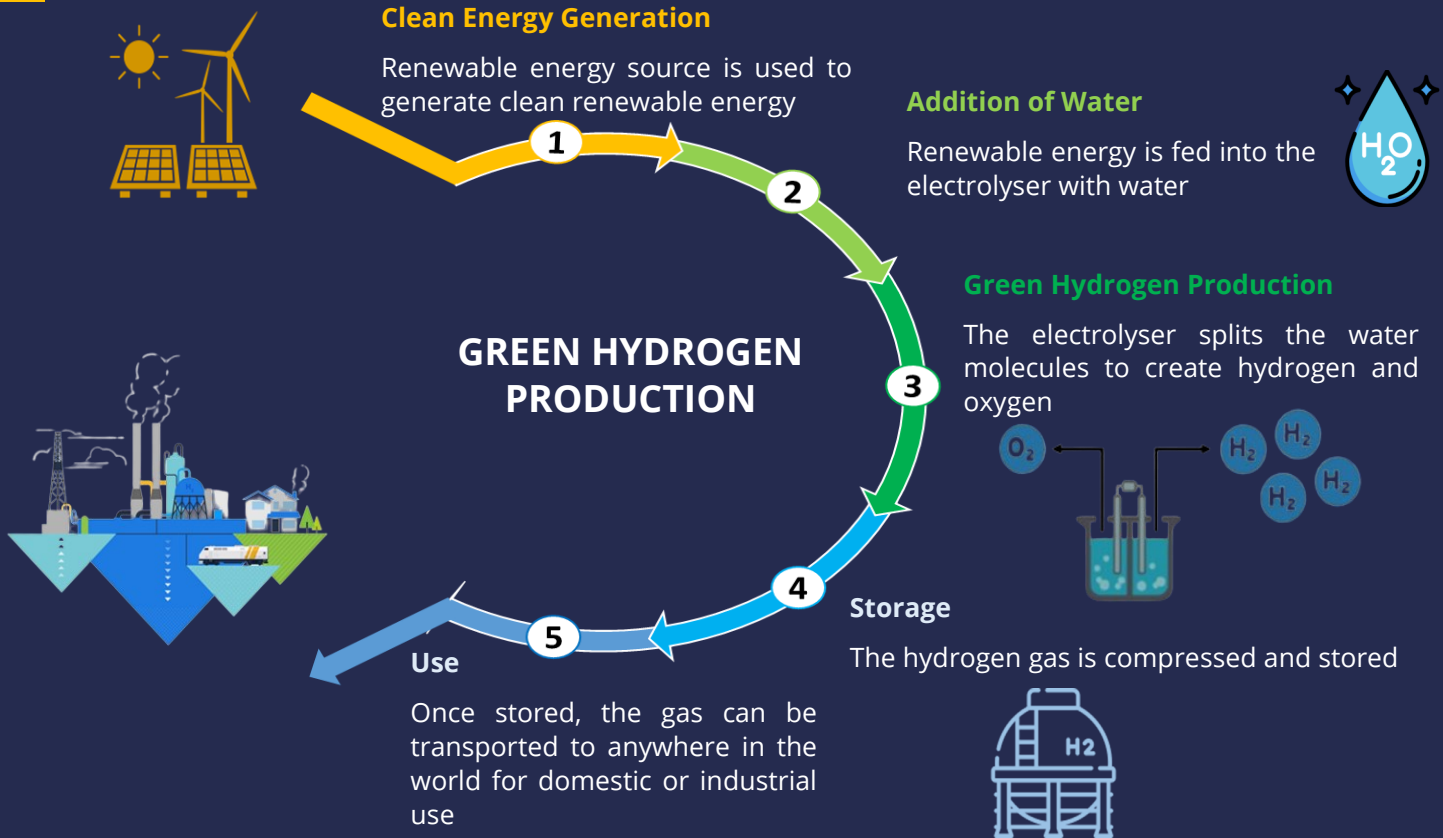 Clean Energy Generation
Renewable energy source is used to
generate clean renewable energy
1
Addition of Water
Renewable energy is fed into the
electrolyser with water
H2O
2
GREEN HYDROGEN
PRODUCTION
Green Hydrogen Production
The electrolyser splits the water
molecules to create hydrogen and
oxygen
3
O2
H2
H2
H2
H2
4
Storage
The hydrogen gas is compressed and stored
H2
5
Use
Once stored, the gas can be
transported to anywhere in the
world for domestic or industrial
use